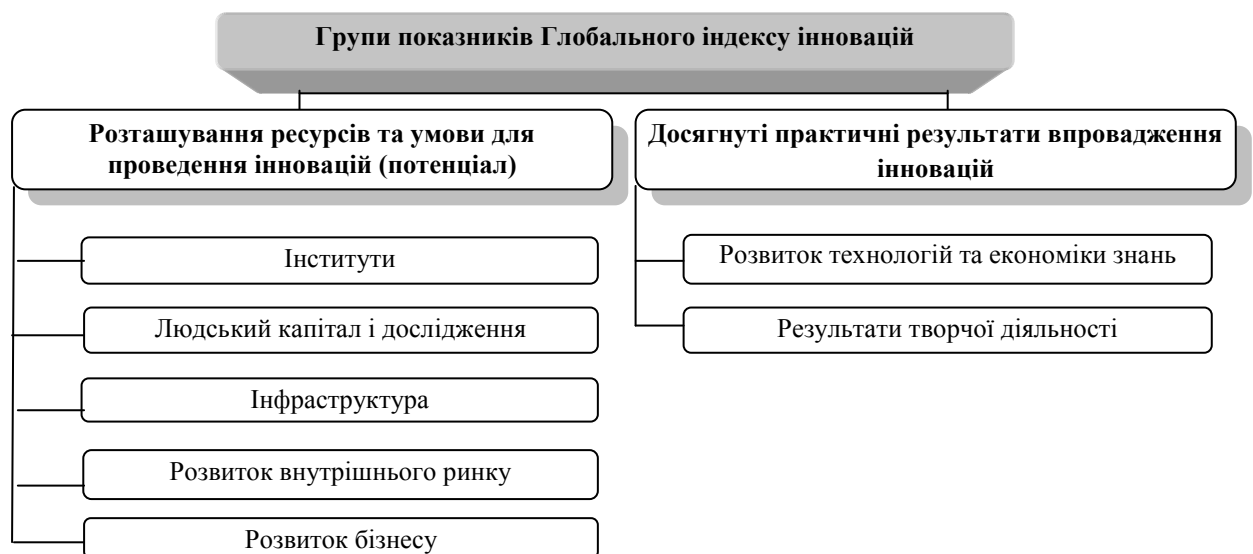 Групи показників Глобального індексу інновацій
Розташування ресурсів та умови для
проведення інновацій (потенціал)
Інститути
Людський капітал і дослідження
Інфраструктура
Розвиток внутрішнього ринку
Розвиток бізнесу
Досягнуті практичні результати впровадження
інновацій
Розвиток технологій та економіки знань
Результати творчої діяльності